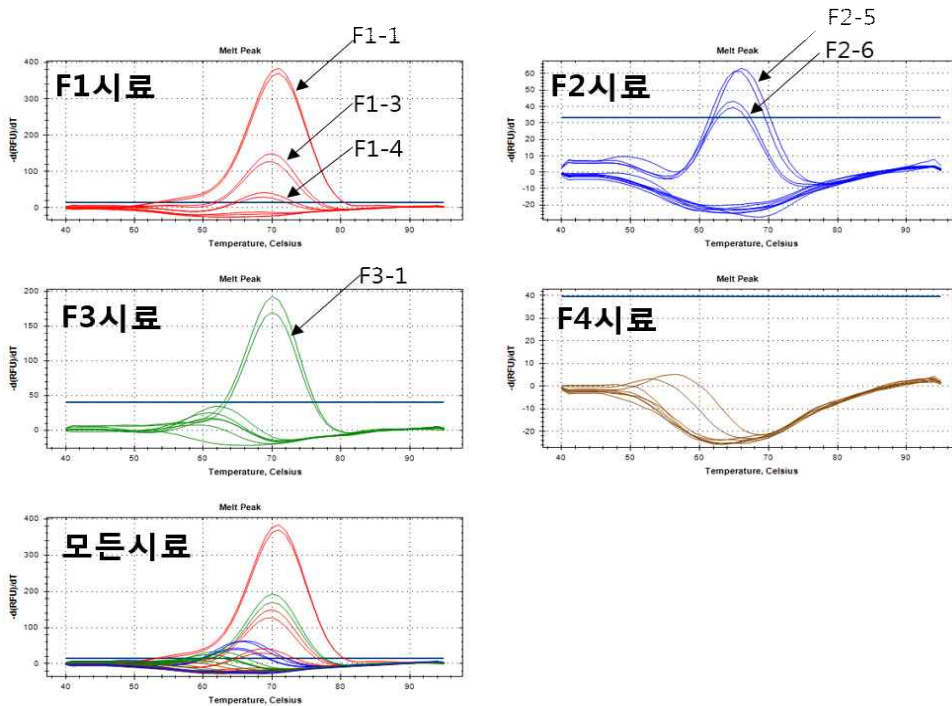 Melt Peak
F1시료
F1-1
F1-3
F1-4
-d(RFU)/dT
400
300
200
100
0
40 50 60 70 80 90
Temperature, Celsius
Melt Peak
F2시료
F2-5
F2-6
-d(RFU)/dT
60
50
40
30
20
10
0
-10
-20
40 50 60 70 80 90
Temperature, Celsius
Melt Peak
F3시료
F3-1
-d(RFU)/dT
200
150
100
50
0
40 50 60 70 80 90
Temperature, Celsius
Melt Peak
F4시료
-d(RFU)/dT
40
30
20
10
0
-10
-20
40 50 60 70 80 90
Temperature, Celsius
Melt Peak
모든시료
-d(RFU)/dT
400
300
200
100
0
40 50 60 70 80 90
Temperature, Celsius